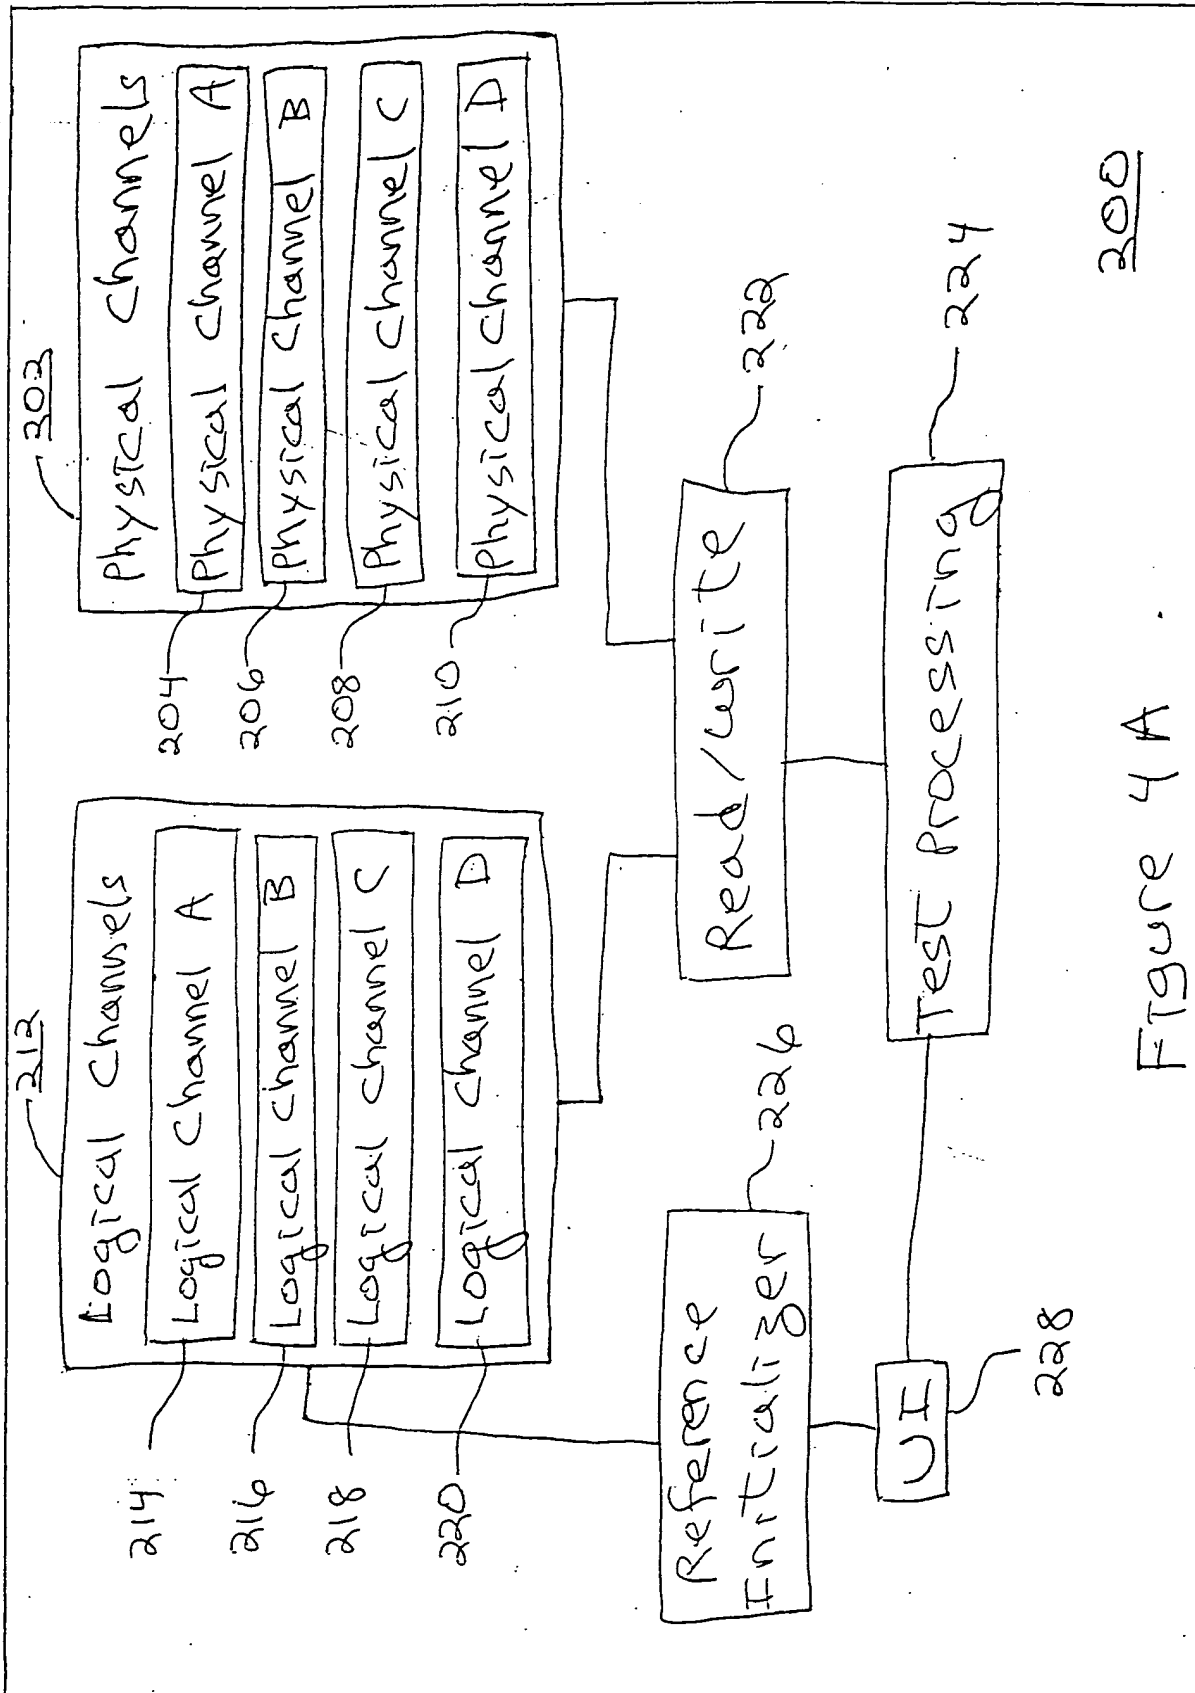 212
Logical Channels
Logical Channel A
Logical Channel B
Logical Channel C
Logical Channel D
214
216
218
220
202
Physical Channels
Physical Channel A
Physical Channel B
Physical Channel C
Physical Channel D
204
206
208
210
Reference
Initializer
226
Read/write
222
UI
228
Test Processing
224
200
Figure 4A